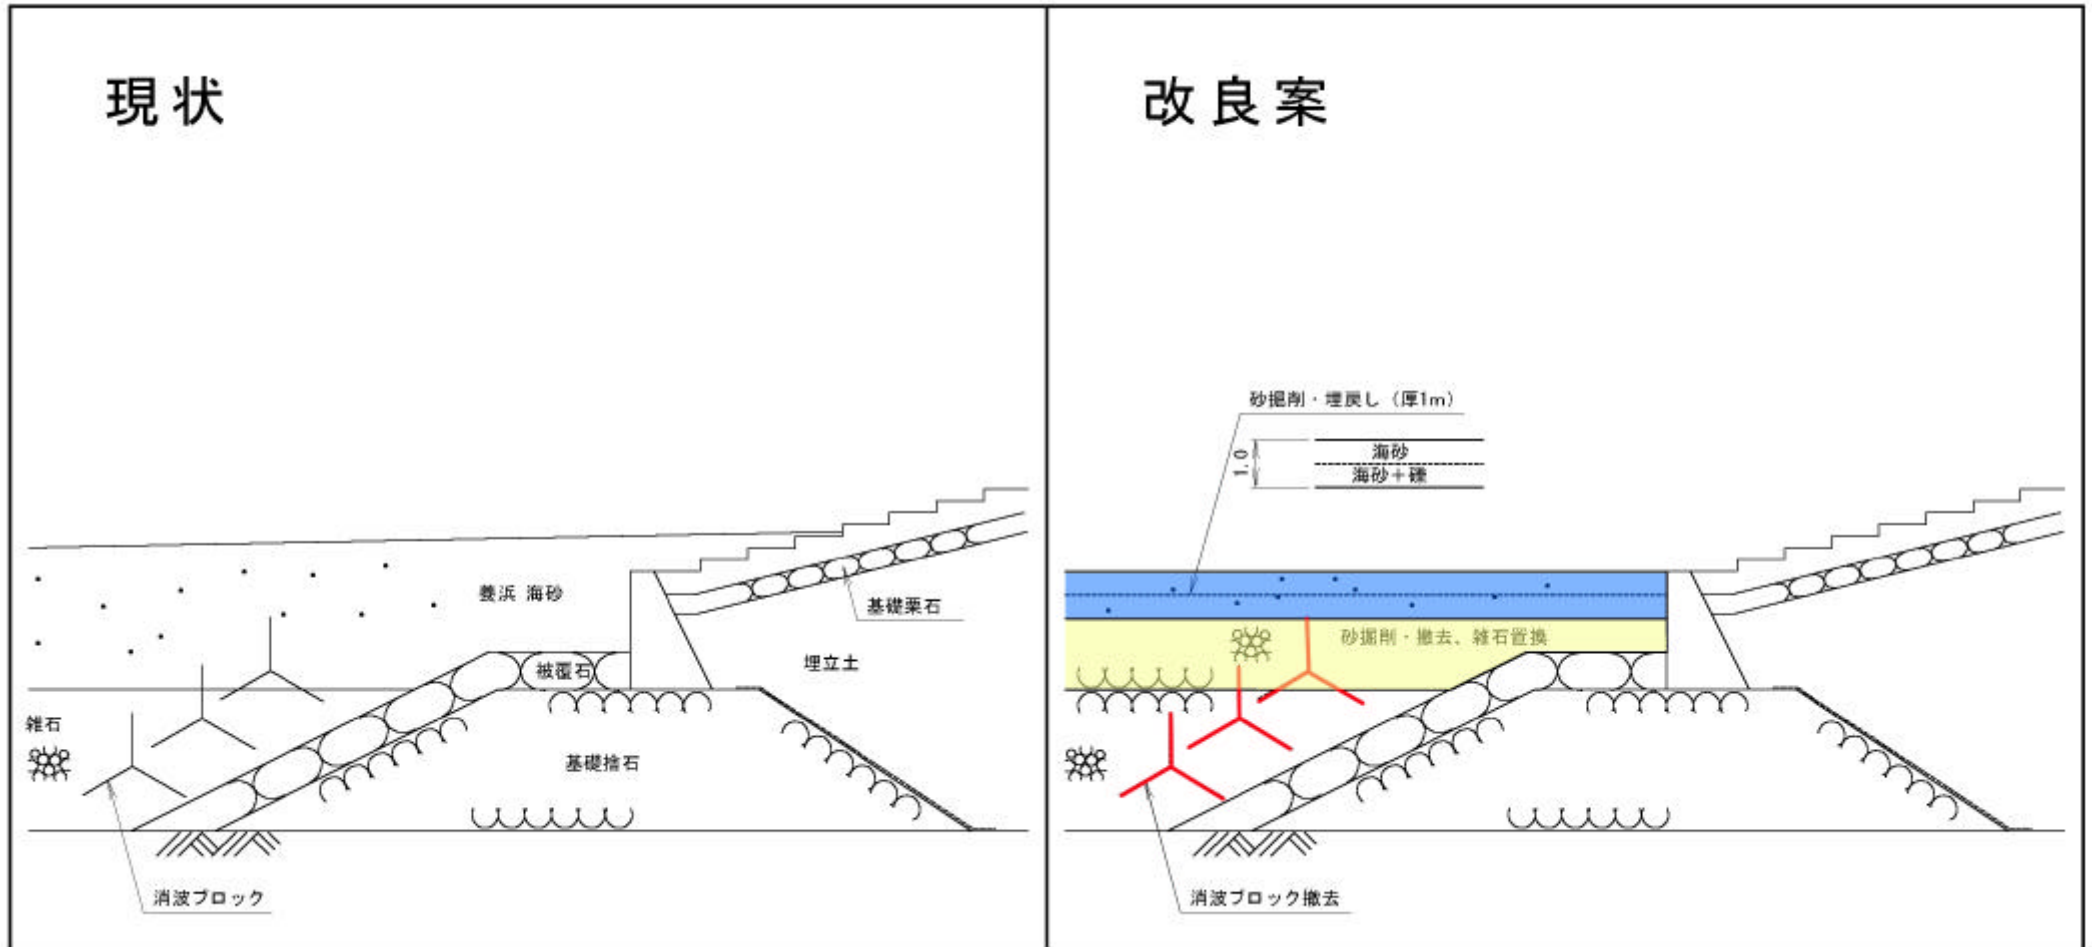 現状
養浜 海砂
基礎栗石
被覆石
埋立土
雑石
基礎捨石
消波ブロック
改良案
砂掘削・埋戻し（厚1m）
1.0
海砂
海砂＋礫
砂掘削・撤去、雑石置換
消波ブロック撤去